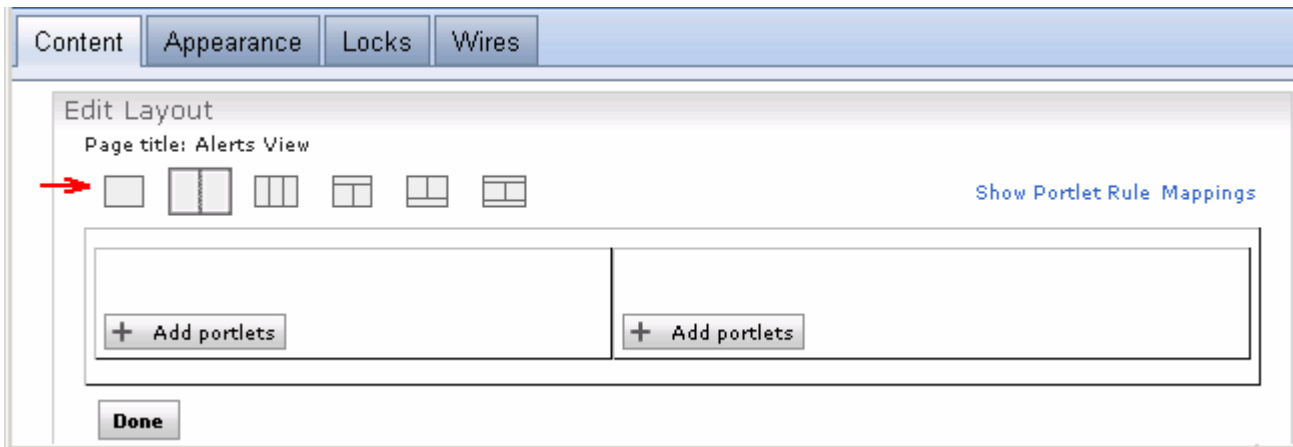 Content Appearance Locks Wires
Edit Layout
Page title: Alerts View
Show Portlet Rule Mappings
+ Add portlets + Add portlets
Done